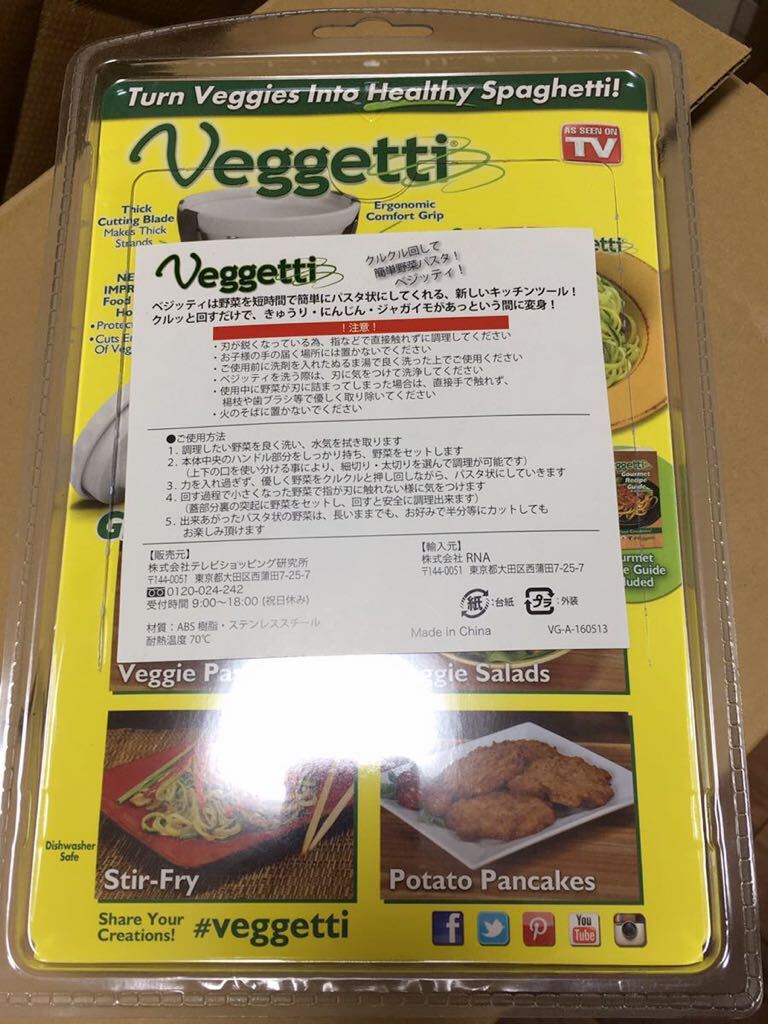 Turn Veggies Into Healthy Spaghetti!
Veggetti®
AS SEEN ON
TV
Thick
Cutting Blade
Makes Thick
Strands
Ergonomic
Comfort Grip
Veggetti
クルクル回して
簡単野菜パスタ!
ベジッティ!
ベジッティは野菜を短時間で簡単にパスタ状にしてくれる、新しいキッチンツール!
クルッと回すだけで、きゅうり・にんじん・ジャガイモがあっという間に変身!
!注意!
・刃が鋭くなっている為、指などで直接触れずに調理してください
・お子様の手の届く場所には置かないでください
・ご使用前に洗剤を入れたぬるま湯で良く洗った上でご使用ください
・ベジッティを洗う際は、刃に気をつけて洗浄してください
・使用中に野菜が刃に詰まってしまった場合は、直接手で触れず、
楊枝や歯ブラシ等で優しく取り除いてください
・火のそばに置かないでください
●ご使用方法
1. 調理したい野菜を良く洗い、水気を拭き取ります
2. 本体中央のハンドル部分をしっかり持ち、野菜をセットします
(上下の口を使い分ける事により、細切り・太切りを選んで調理が可能です)
3. 力を入れ過ぎず、優しく野菜をクルクルと押し回しながら、パスタ状にしていきます
4. 回す過程で小さくなった野菜で指が刃に触れない様に気をつけます
(蓋部分裏の突起に野菜をセットし、回すと安全に調理出来ます)
5. 出来あがったパスタ状の野菜は、長いままでも、お好みで半分等にカットしても
お楽しみ頂けます
【販売元】
株式会社テレビショッピング研究所
〒144-0051 東京都大田区西蒲田7-25-7
0120-024-242
受付時間 9:00~18:00 (祝日休み)
【輸入元】
株式会社 RNA
〒144-0051 東京都大田区西蒲田7-25-7
紙 :台紙 プラ :外装
材質:ABS 樹脂・ステンレススチール
耐熱温度 70℃
Made in China
VG-A-160513
Gourmet
Recipe
Guide
Veggie Pa
gie Salads
Dishwasher
Safe
Stir-Fry
Potato Pancakes
Share Your
Creations!
#veggetti
You
Tube